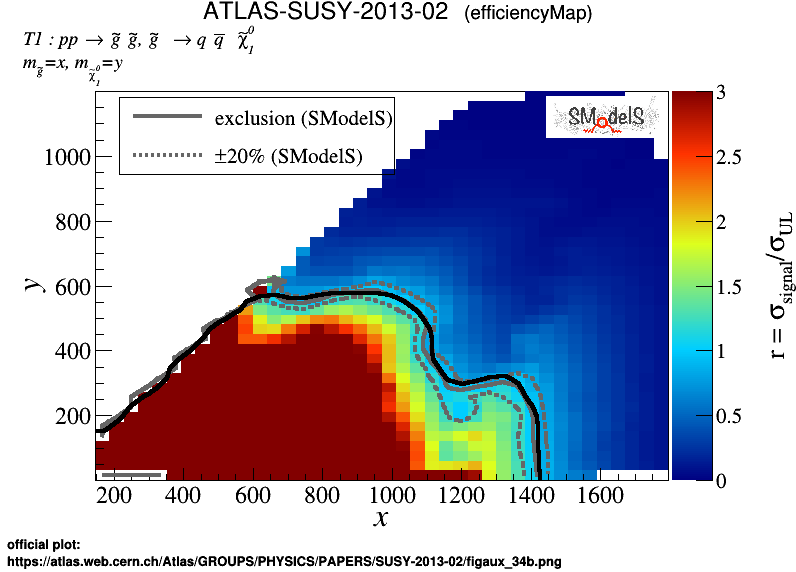 ATLAS-SUSY-2013-02 (efficiencyMap)
T1 : pp → g̃ g̃, g̃ → q q̅ χ̃₁⁰
m_g̃=x, m_χ̃₁⁰=y
exclusion (SModelS)
±20% (SModelS)
SModelS
1000
800
600
400
200
y
200 400 600 800 1000 1200 1400 1600
x
3
2.5
2
1.5
1
0.5
0
r = σ_signal/σ_UL
official plot:
https://atlas.web.cern.ch/Atlas/GROUPS/PHYSICS/PAPERS/SUSY-2013-02/figaux_34b.png